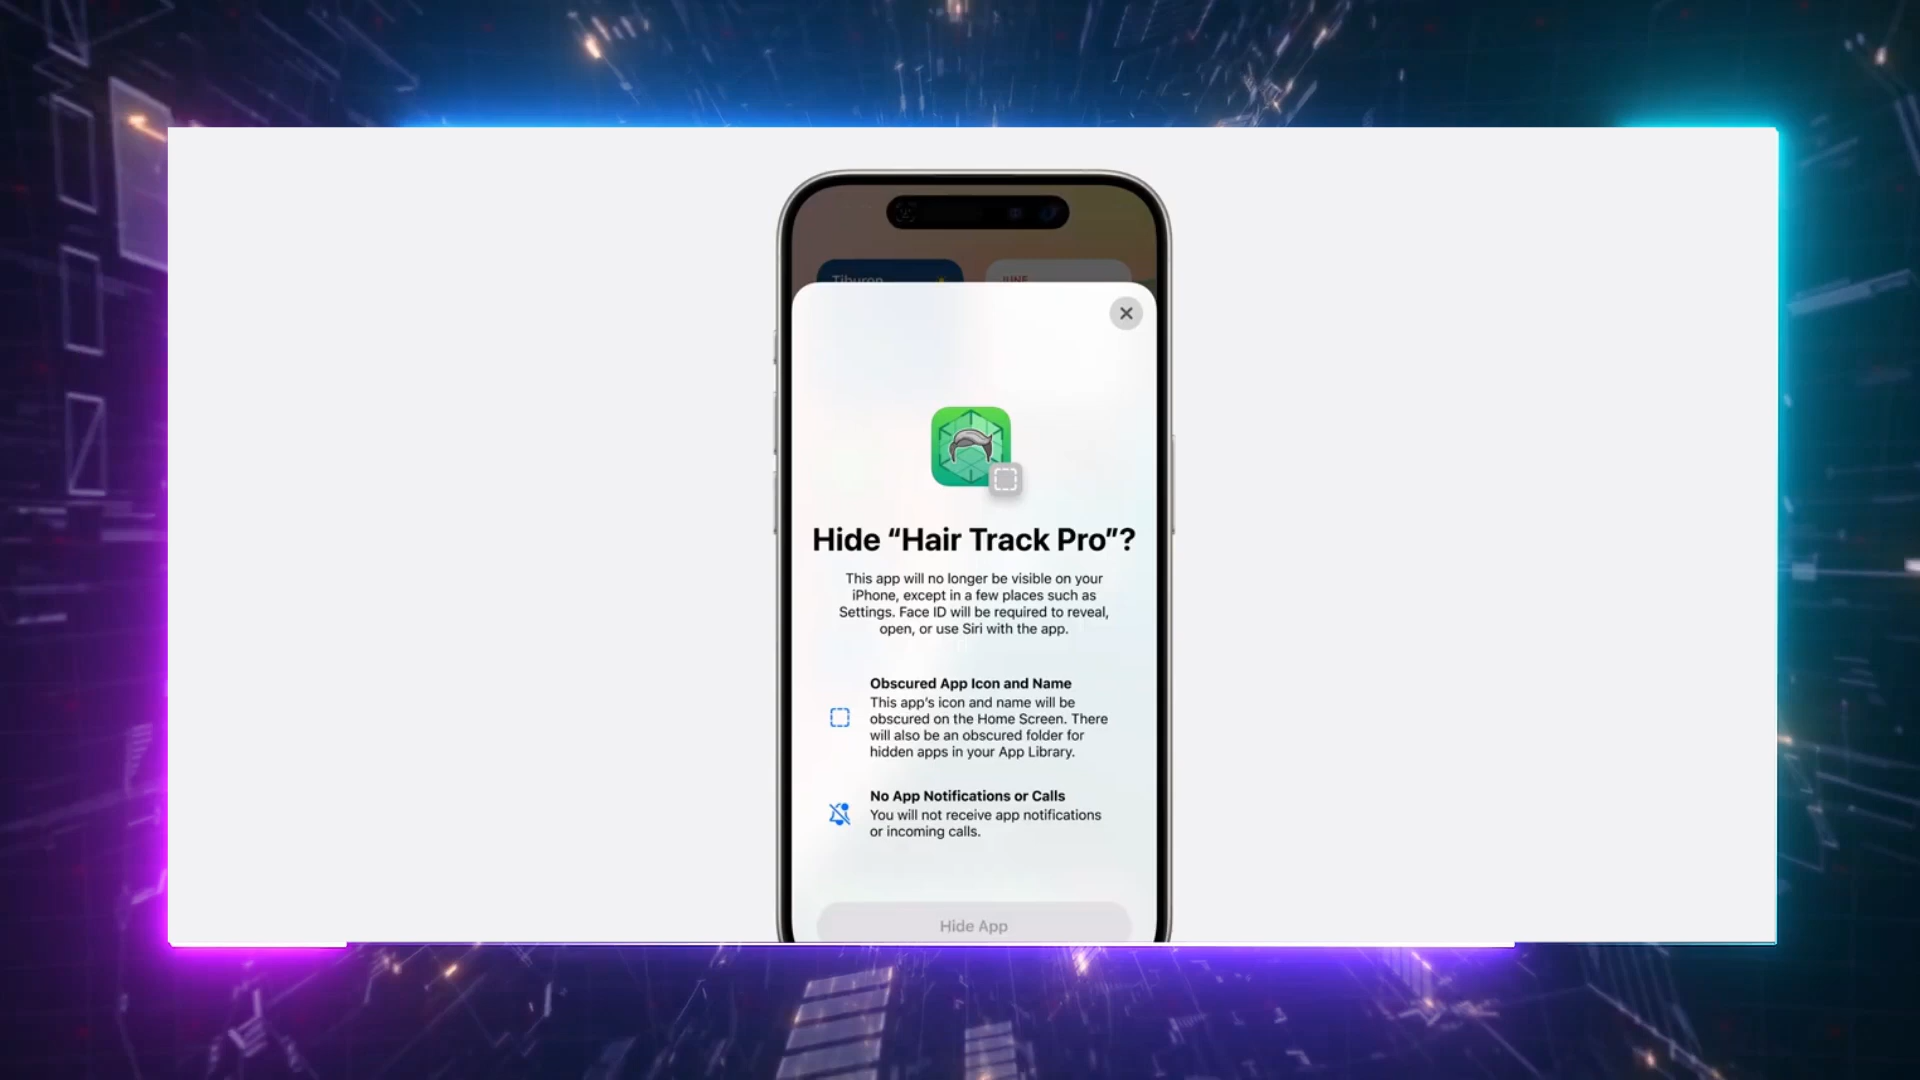 Tiburon
JUNE
Hide “Hair Track Pro”?
This app will no longer be visible on your
iPhone, except in a few places such as
Settings. Face ID will be required to reveal,
open, or use Siri with the app.
Obscured App Icon and Name
This app’s icon and name will be
obscured on the Home Screen. There
will also be an obscured folder for
hidden apps in your App Library.
No App Notifications or Calls
You will not receive app notifications
or incoming calls.
Hide App